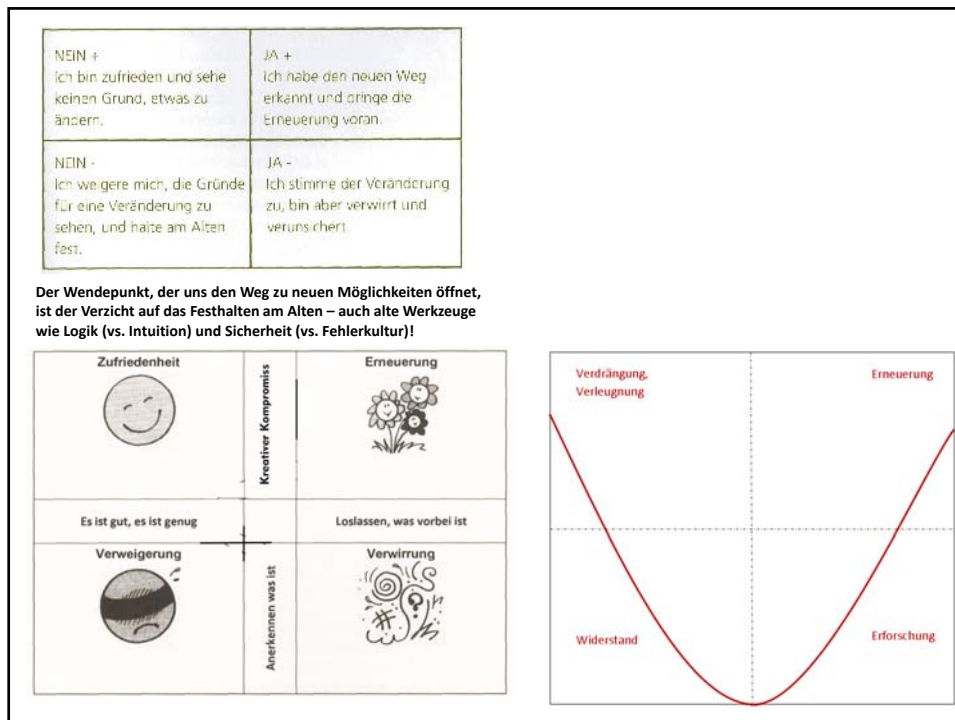 NEIN +
Ich bin zufrieden und sehe
keinen Grund, etwas zu
ändern.
JA +
Ich habe den neuen Weg
erkannt und bringe die
Erneuerung voran.
NEIN -
Ich weigere mich, die Gründe
für eine Veränderung zu
sehen, und halte am Alten
fest.
JA -
Ich stimme der Veränderung
zu, bin aber verwirrt und
verunsichert.
Der Wendepunkt, der uns den Weg zu neuen Möglichkeiten öffnet,
ist der Verzicht auf das Festhalten am Alten – auch alte Werkzeuge
wie Logik (vs. Intuition) und Sicherheit (vs. Fehlerkultur)!
Zufriedenheit
Kreativer Kompromiss
Erneuerung
Es ist gut, es ist genug
Loslassen, was vorbei ist
Verweigerung
Anerkennen was ist
Verwirrung
?
#
Verdrängung,
Verleugnung
Erneuerung
Widerstand
Erforschung